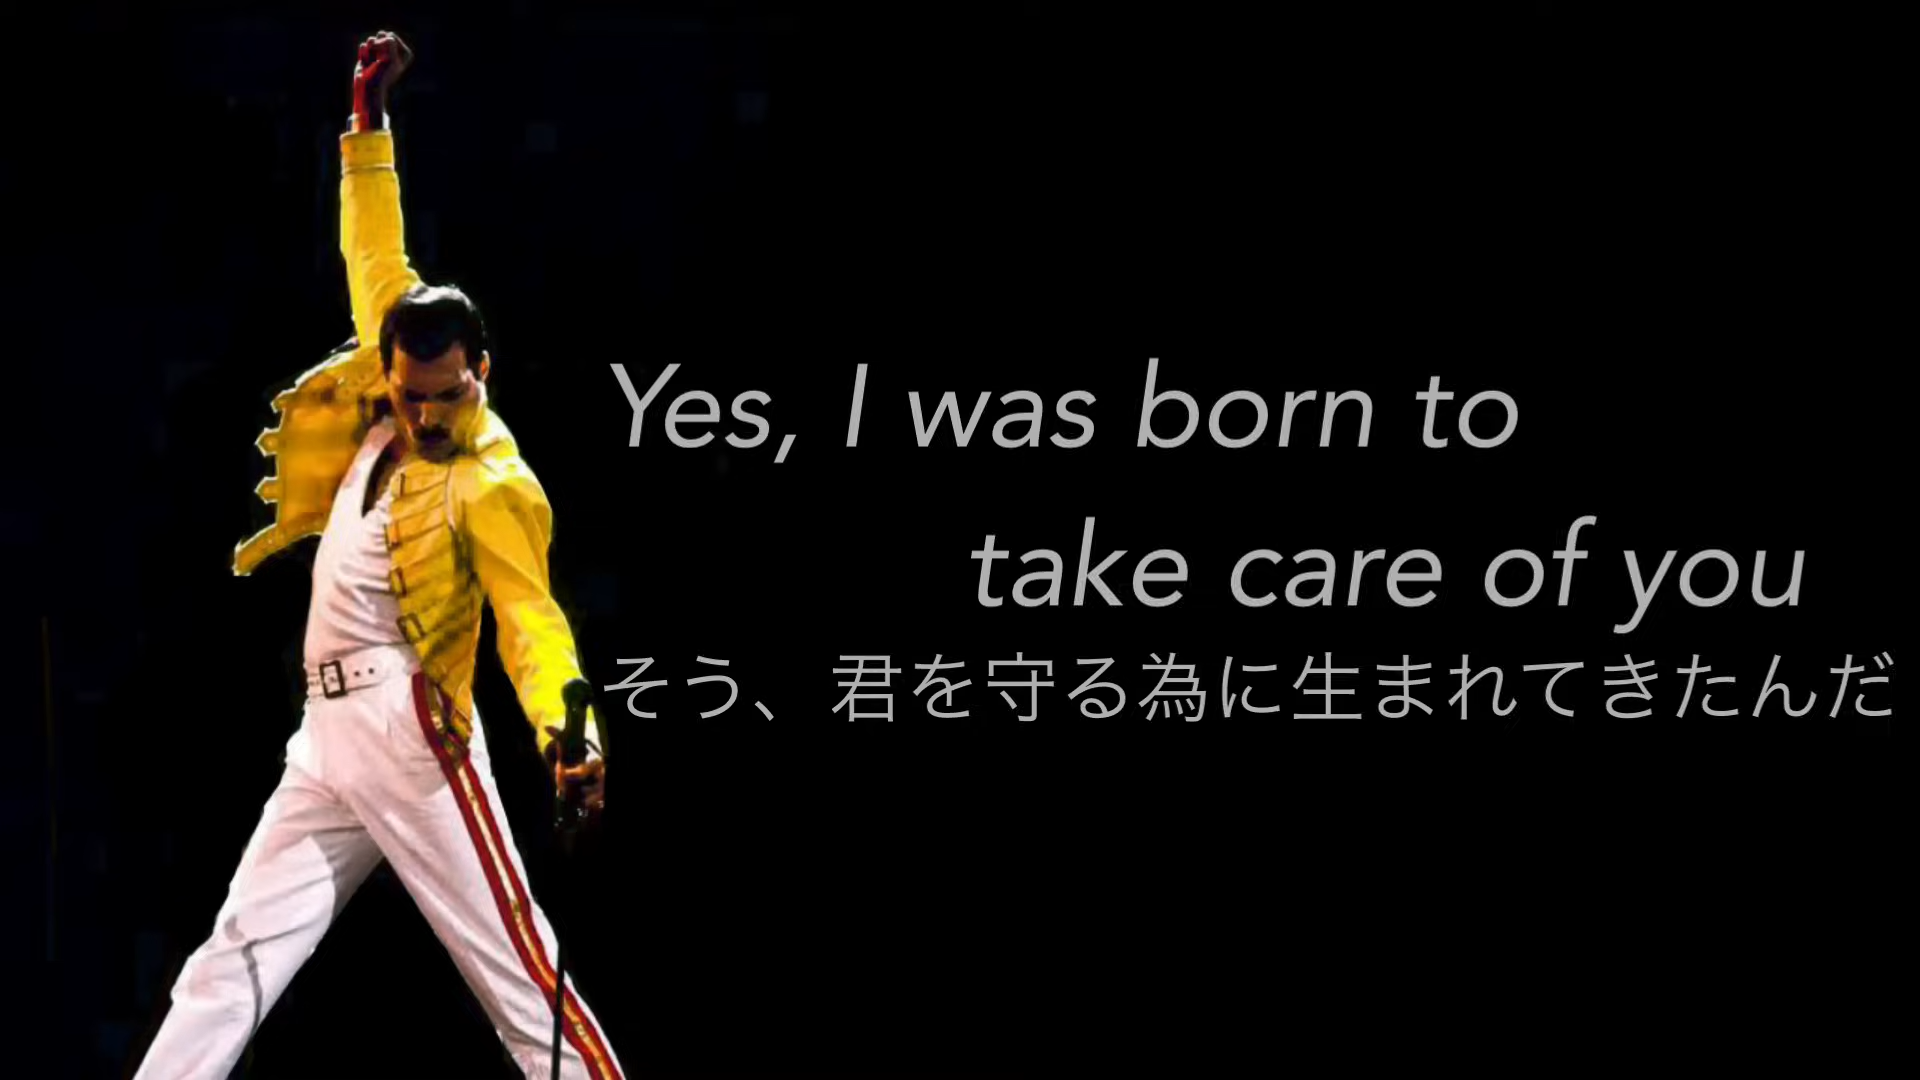 Yes, I was born to
take care of you
そう、君を守る為に生まれてきたんだ